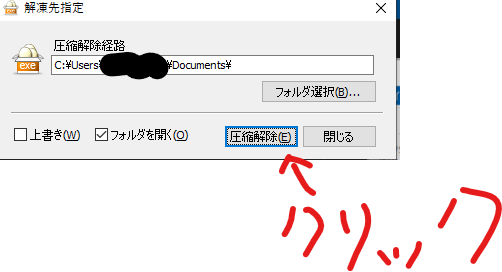 解凍先指定
圧縮解除経路
exe
C:¥Users¥ ¥Documents¥
フォルダ選択(B)...
上書き(W)
フォルダを開く(O)
圧縮解除(E)
閉じる
クリック